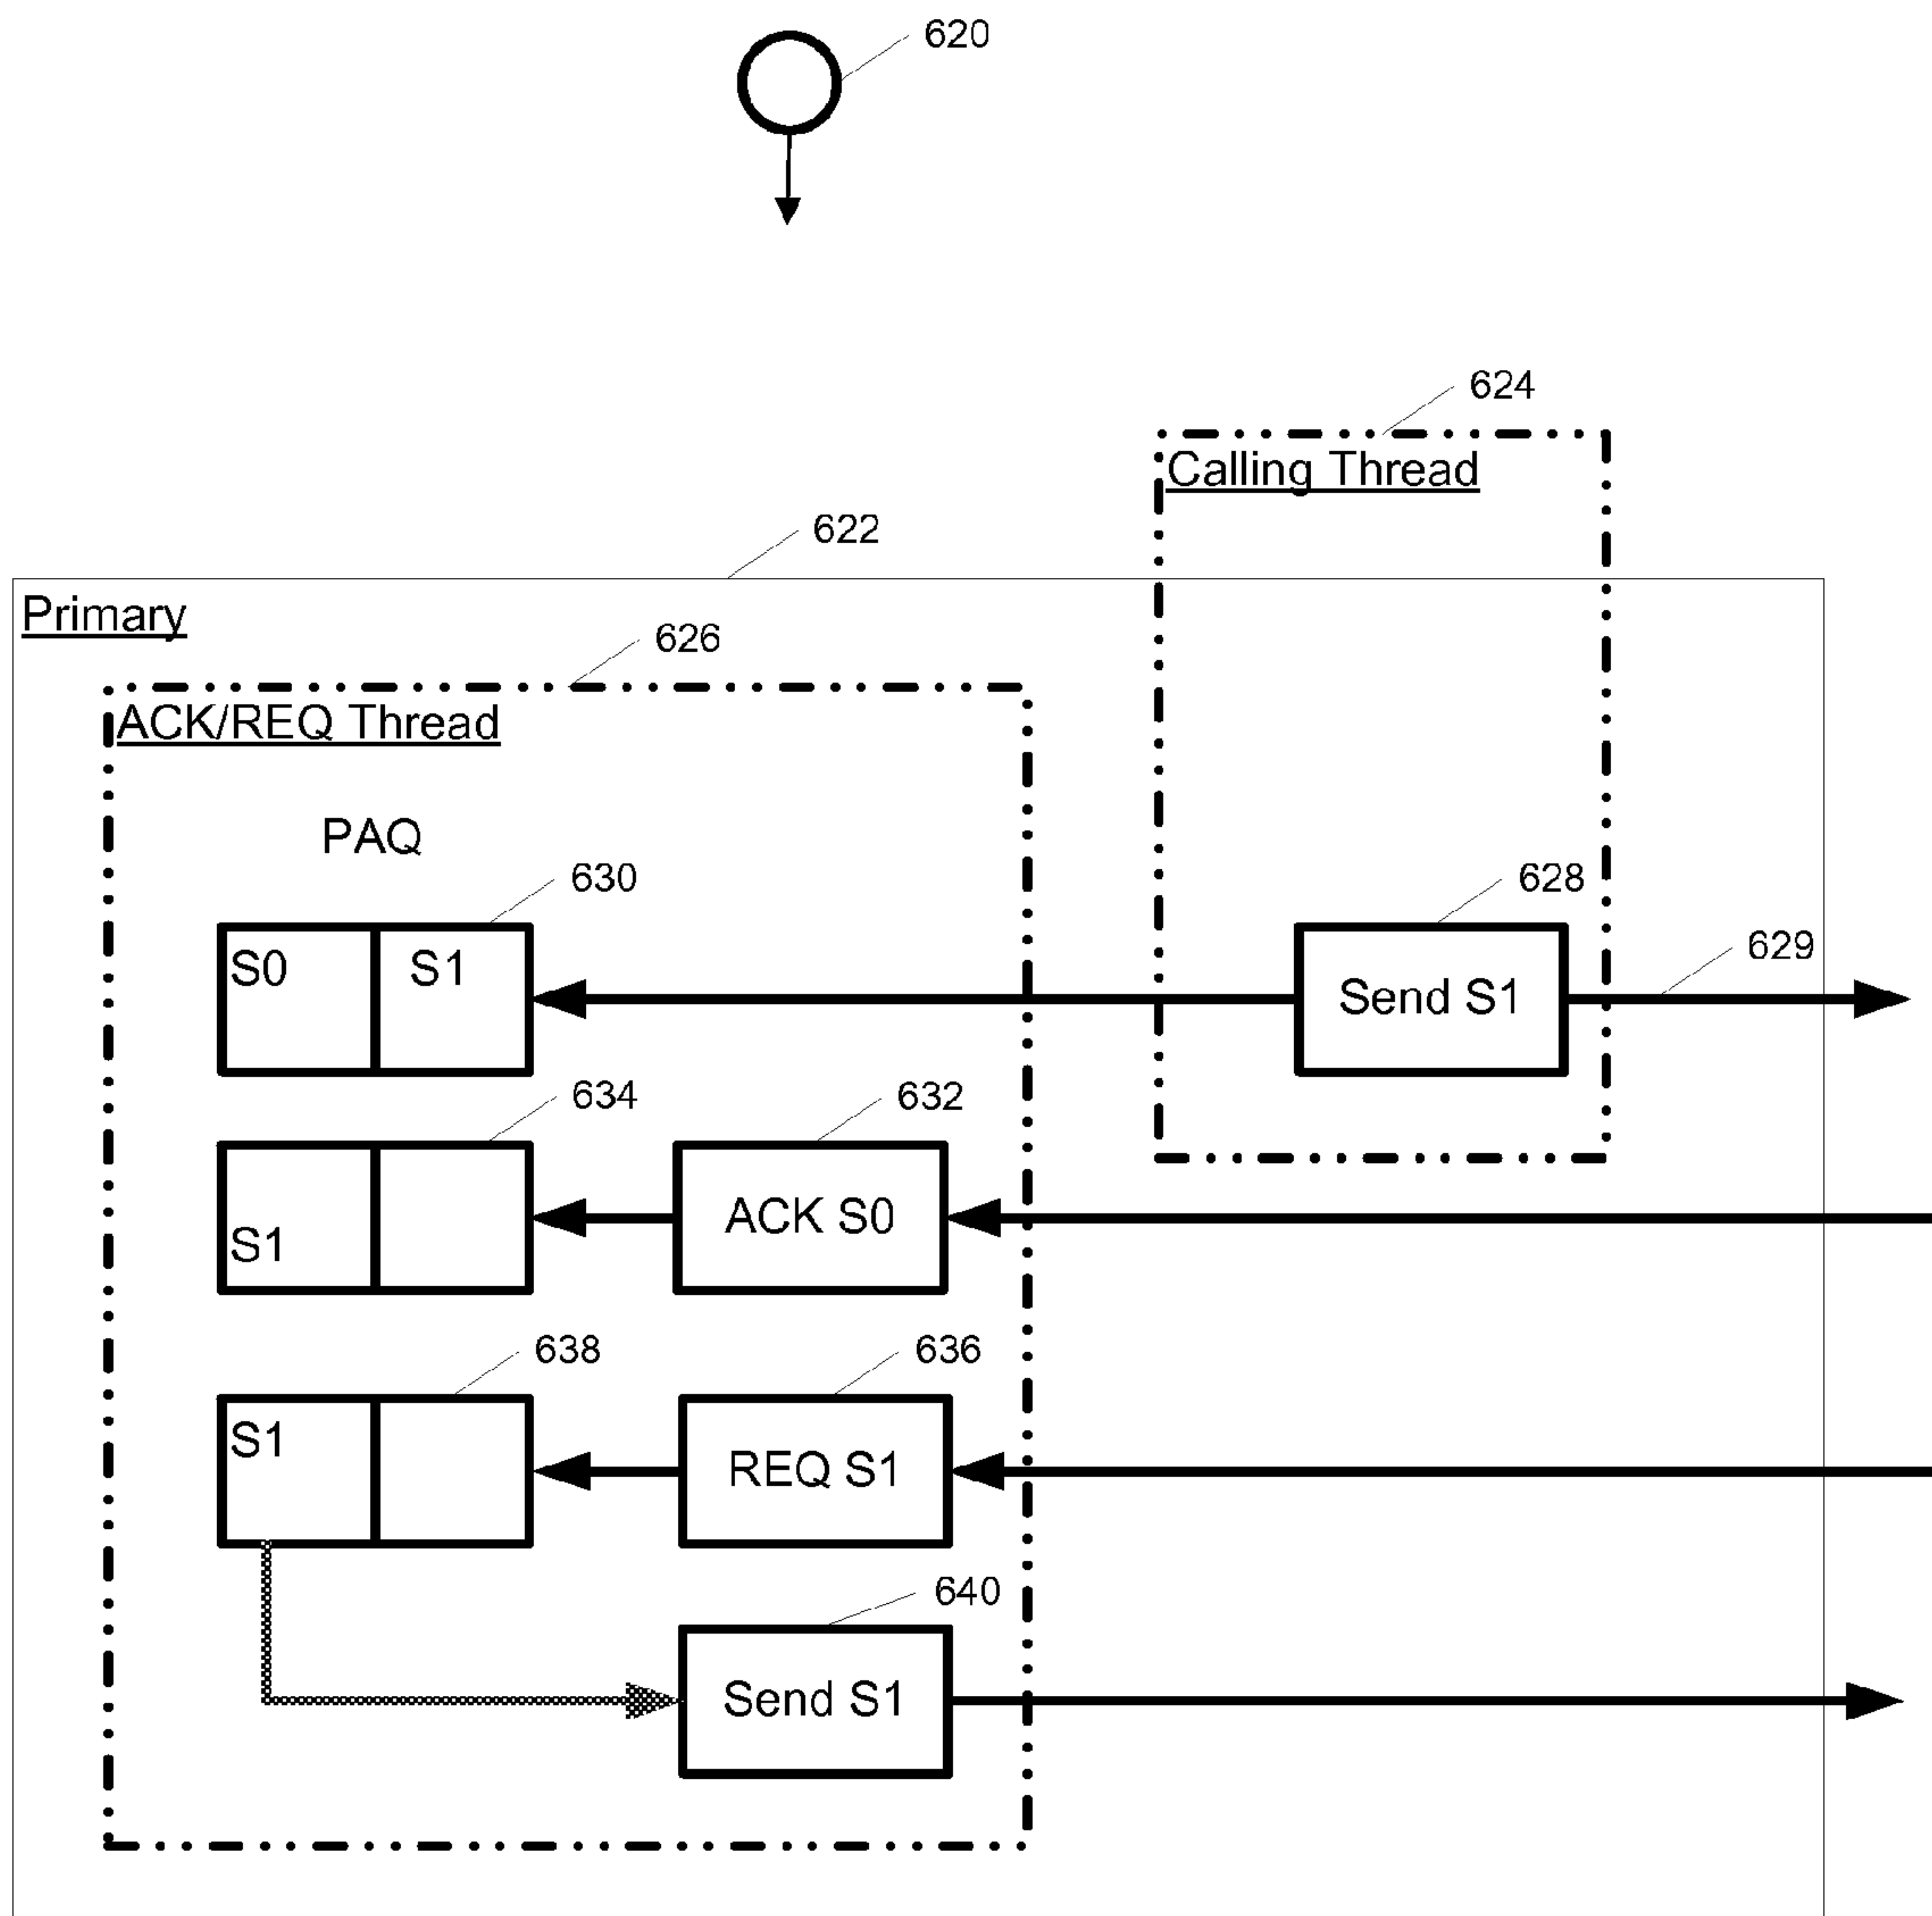 620
624
Calling Thread
622
Primary
626
ACK/REQ Thread
PAQ
630
628
S0 S1
Send S1
629
634
632
S1
ACK S0
638
636
S1
REQ S1
640
Send S1